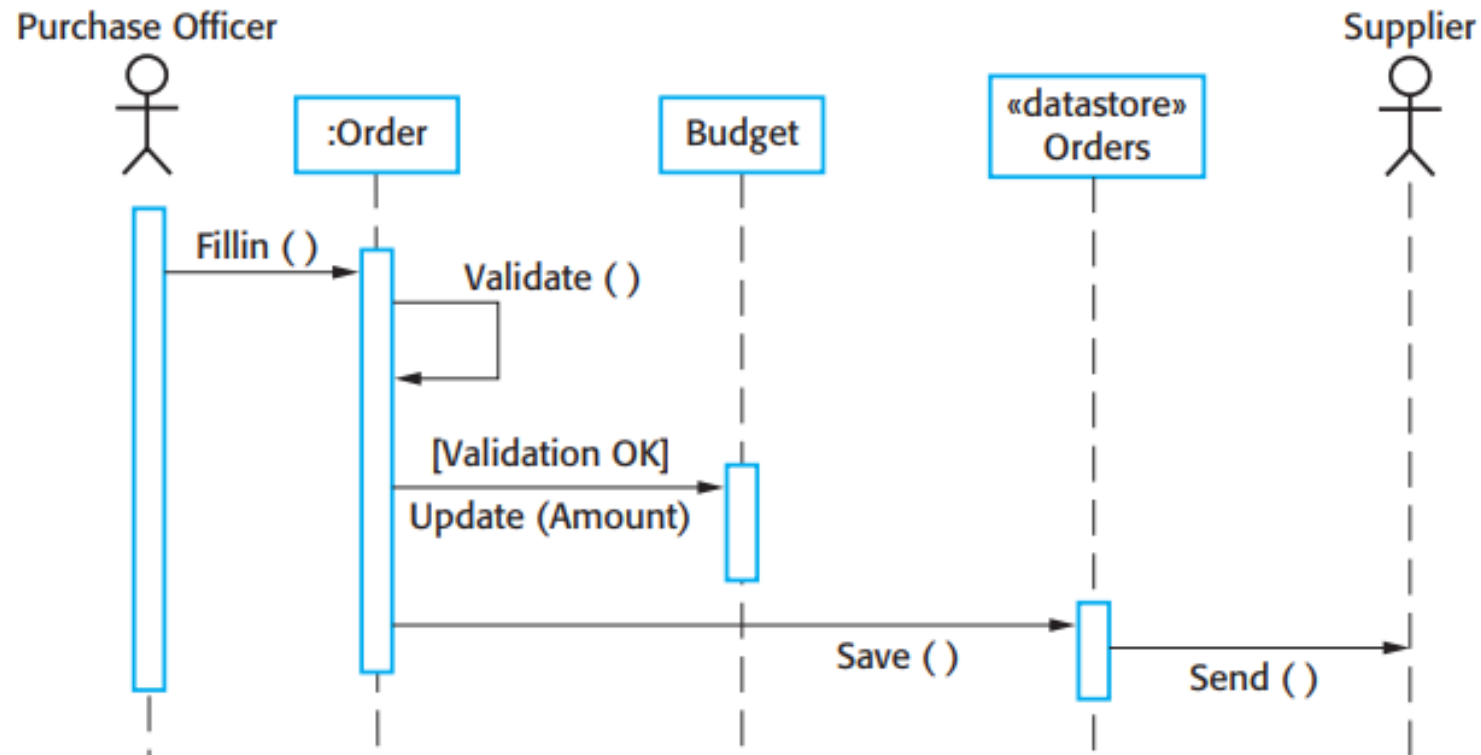 Purchase Officer
Supplier
:Order
Budget
«datastore»
Orders
Fillin ( )
Validate ( )
[Validation OK]
Update (Amount)
Save ( )
Send ( )